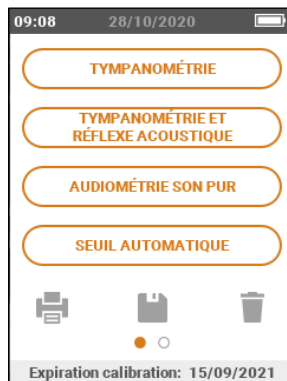 09:08 28/10/2020
TYMPANOMÉTRIE
TYMPANOMÉTRIE ET
RÉFLEXE ACOUSTIQUE
AUDIOMÉTRIE SON PUR
SEUIL AUTOMATIQUE
Expiration calibration: 15/09/2021